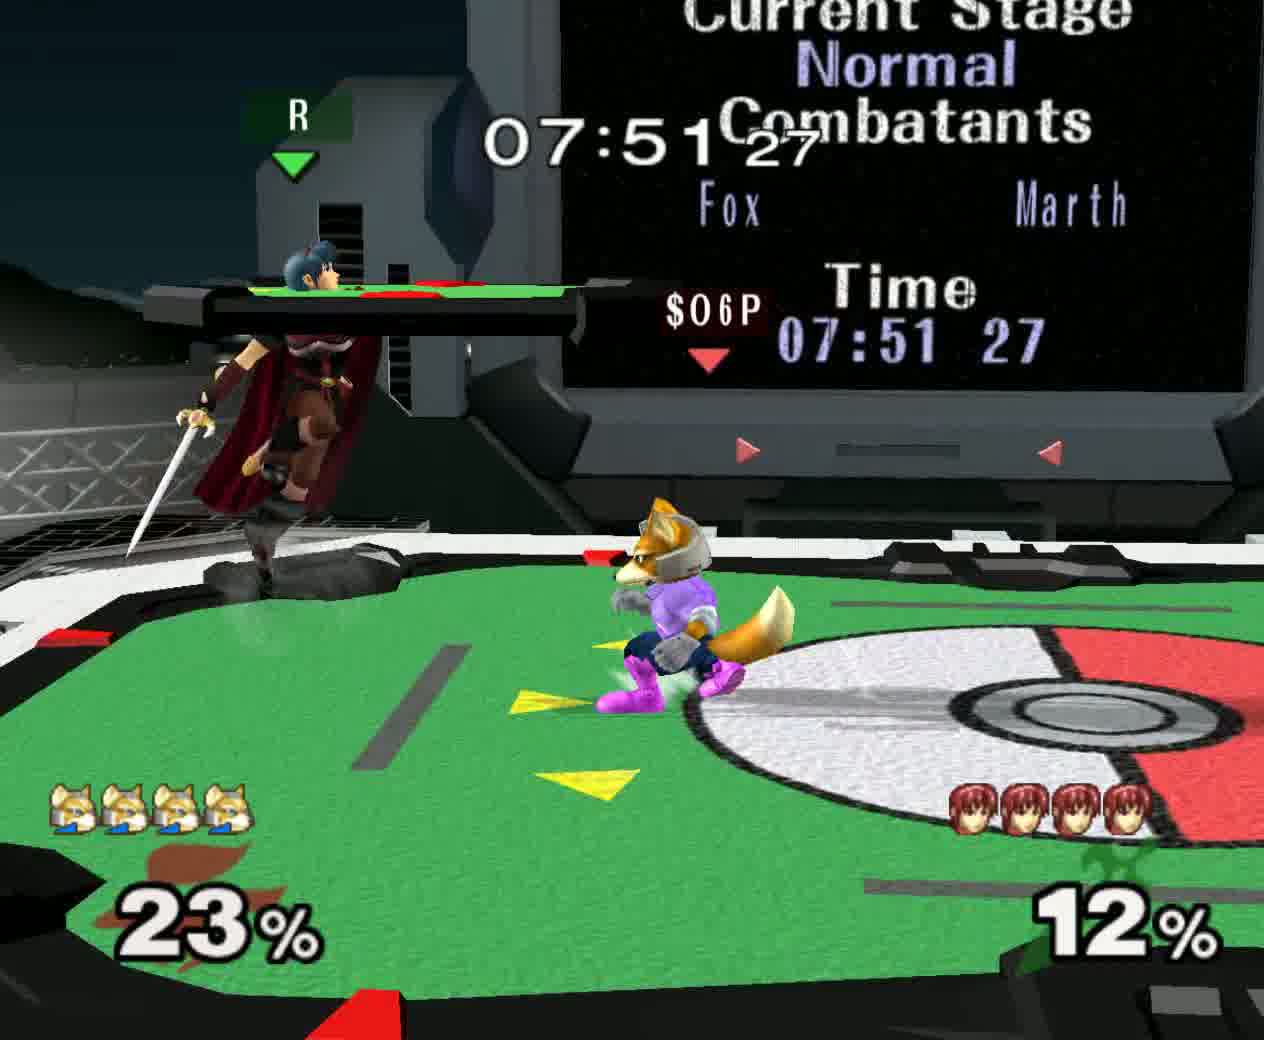 Current Stage
Normal
Combatants
Fox Marth
Time
07:51 27
R
07:51 27
$06P
23%
12%